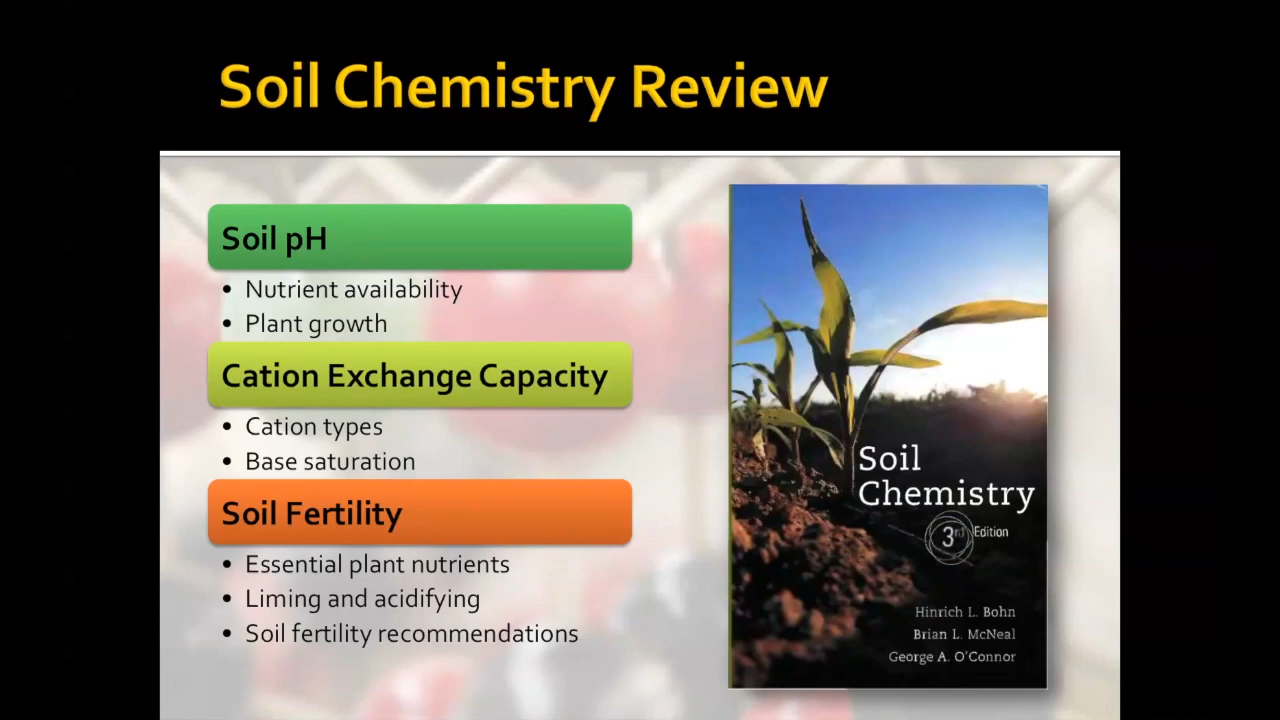 Soil Chemistry Review
Soil pH
• Nutrient availability
• Plant growth
Cation Exchange Capacity
• Cation types
• Base saturation
Soil Fertility
• Essential plant nutrients
• Liming and acidifying
• Soil fertility recommendations
Soil
Chemistry
3rd Edition
Hinrich L. Bohn
Brian L. McNeal
George A. O'Connor